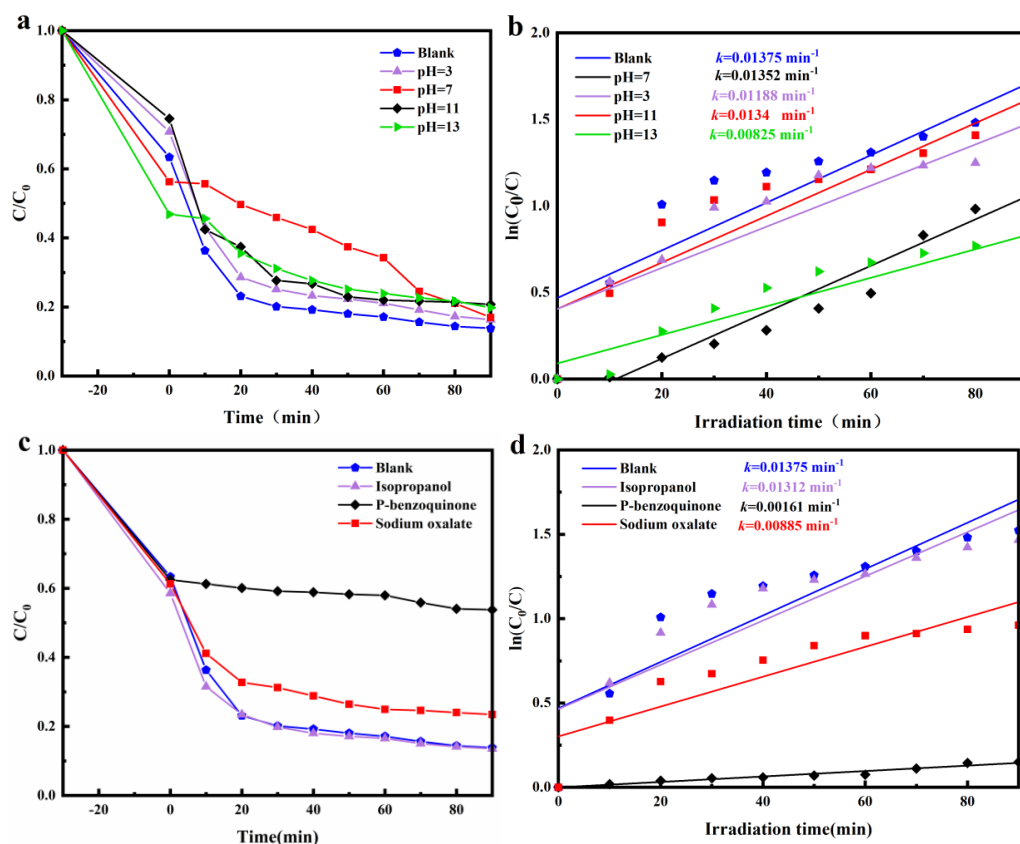 a
C/C0
1.0
0.8
0.6
0.4
0.2
0.0
Blank
pH=3
pH=7
pH=11
pH=13
-20 0 20 40 60 80
Time（min）
b
ln(C0/C)
2.0
1.5
1.0
0.5
0.0
Blank k=0.01375 min-1
pH=7 k=0.01352 min-1
pH=3 k=0.01188 min-1
pH=11 k=0.0134 min-1
pH=13 k=0.00825 min-1
0 20 40 60 80
Irradiation time（min）
c
C/C0
1.0
0.8
0.6
0.4
0.2
0.0
Blank
Isopropanol
P-benzoquinone
Sodium oxalate
-20 0 20 40 60 80
Time(min)
d
ln(C0/C)
2.0
1.5
1.0
0.5
0.0
Blank k=0.01375 min-1
Isopropanol k=0.01312 min-1
P-benzoquinone k=0.00161 min-1
Sodium oxalate k=0.00885 min-1
0 20 40 60 80
Irradiation time(min)